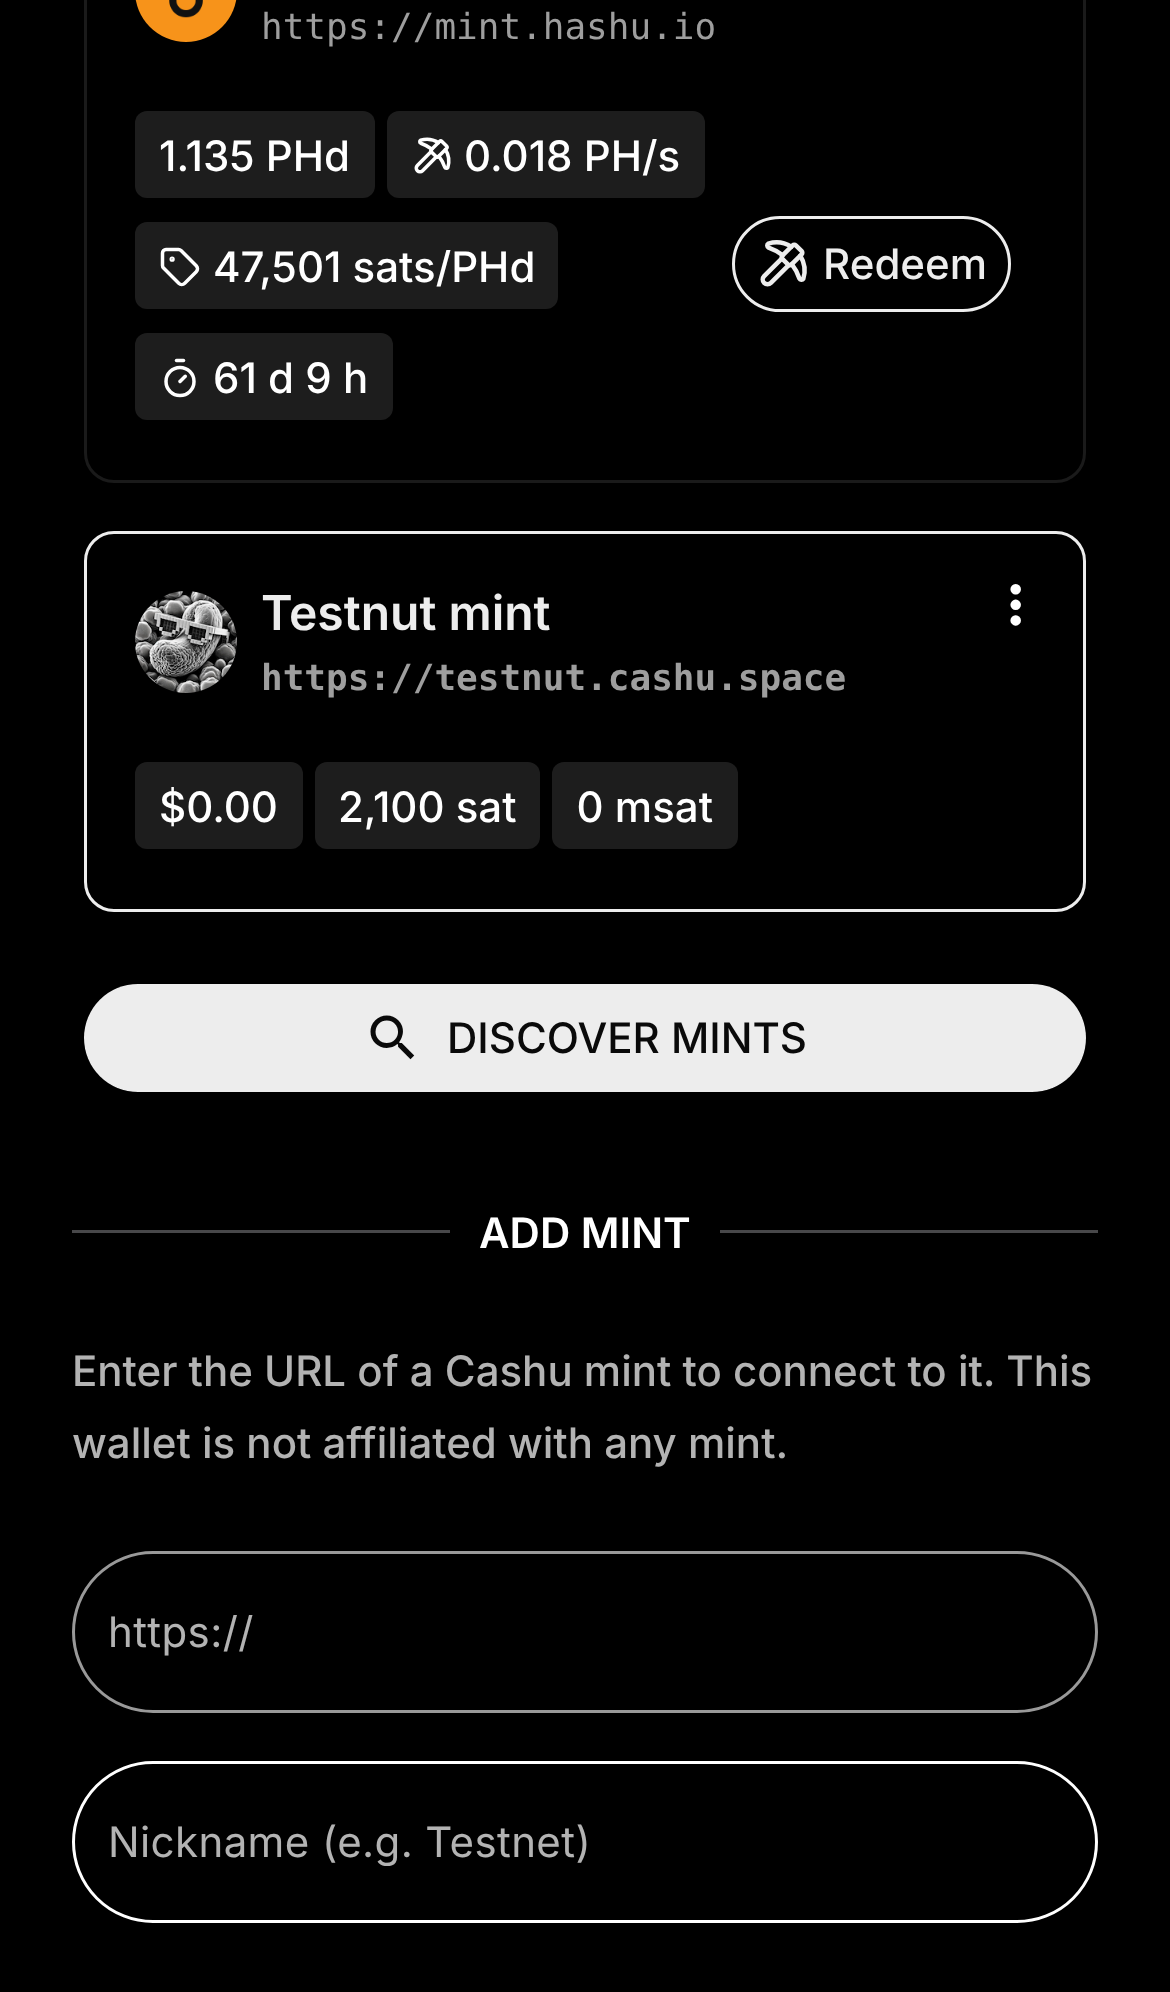 https://mint.hashu.io
1.135 PHd
0.018 PH/s
47,501 sats/PHd
Redeem
61 d 9 h
Testnut mint
https://testnut.cashu.space
$0.00
2,100 sat
0 msat
DISCOVER MINTS
ADD MINT
Enter the URL of a Cashu mint to connect to it. This
wallet is not affiliated with any mint.
https://
Nickname (e.g. Testnet)